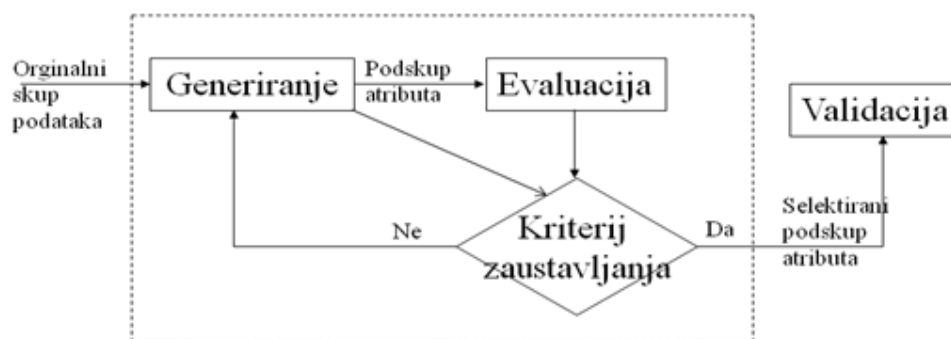 Orginalni
skup
podataka
Generiranje
Podskup
atributa
Evaluacija
Validacija
Ne
Kriterij
zaustavljanja
Da
Selektirani
podskup
atributa